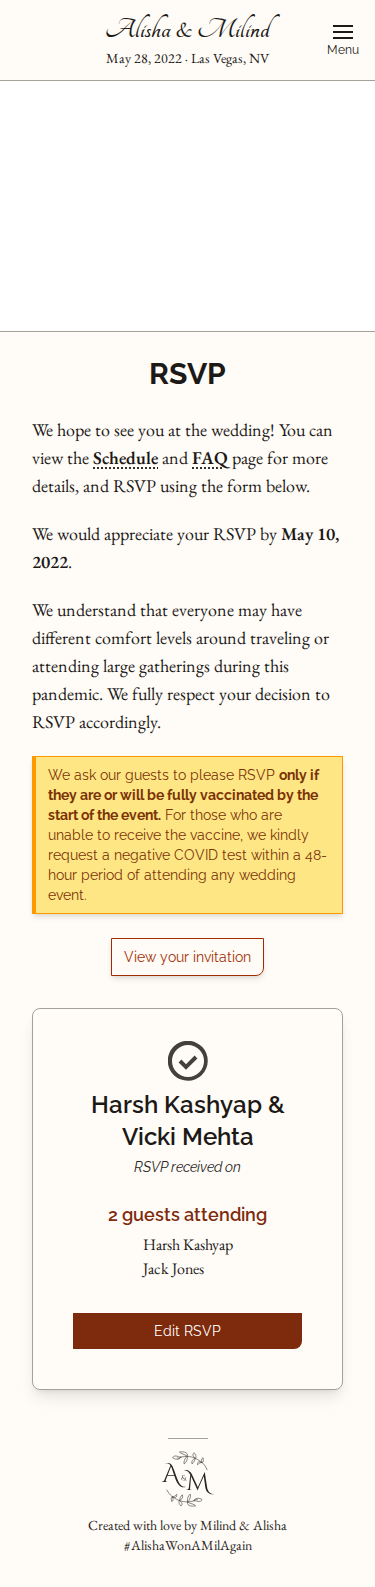 Alisha & Milind
May 28, 2022 · Las Vegas, NV
Menu
RSVP
We hope to see you at the wedding! You can
view the Schedule and FAQ page for more
details, and RSVP using the form below.
We would appreciate your RSVP by May 10,
2022.
We understand that everyone may have
different comfort levels around traveling or
attending large gatherings during this
pandemic. We fully respect your decision to
RSVP accordingly.
We ask our guests to please RSVP only if
they are or will be fully vaccinated by the
start of the event. For those who are
unable to receive the vaccine, we kindly
request a negative COVID test within a 48-
hour period of attending any wedding
event.
View your invitation
Harsh Kashyap &
Vicki Mehta
RSVP received on
2 guests attending
Harsh Kashyap
Jack Jones
Edit RSVP
A&M
Created with love by Milind & Alisha
#AlishaWonAMilAgain